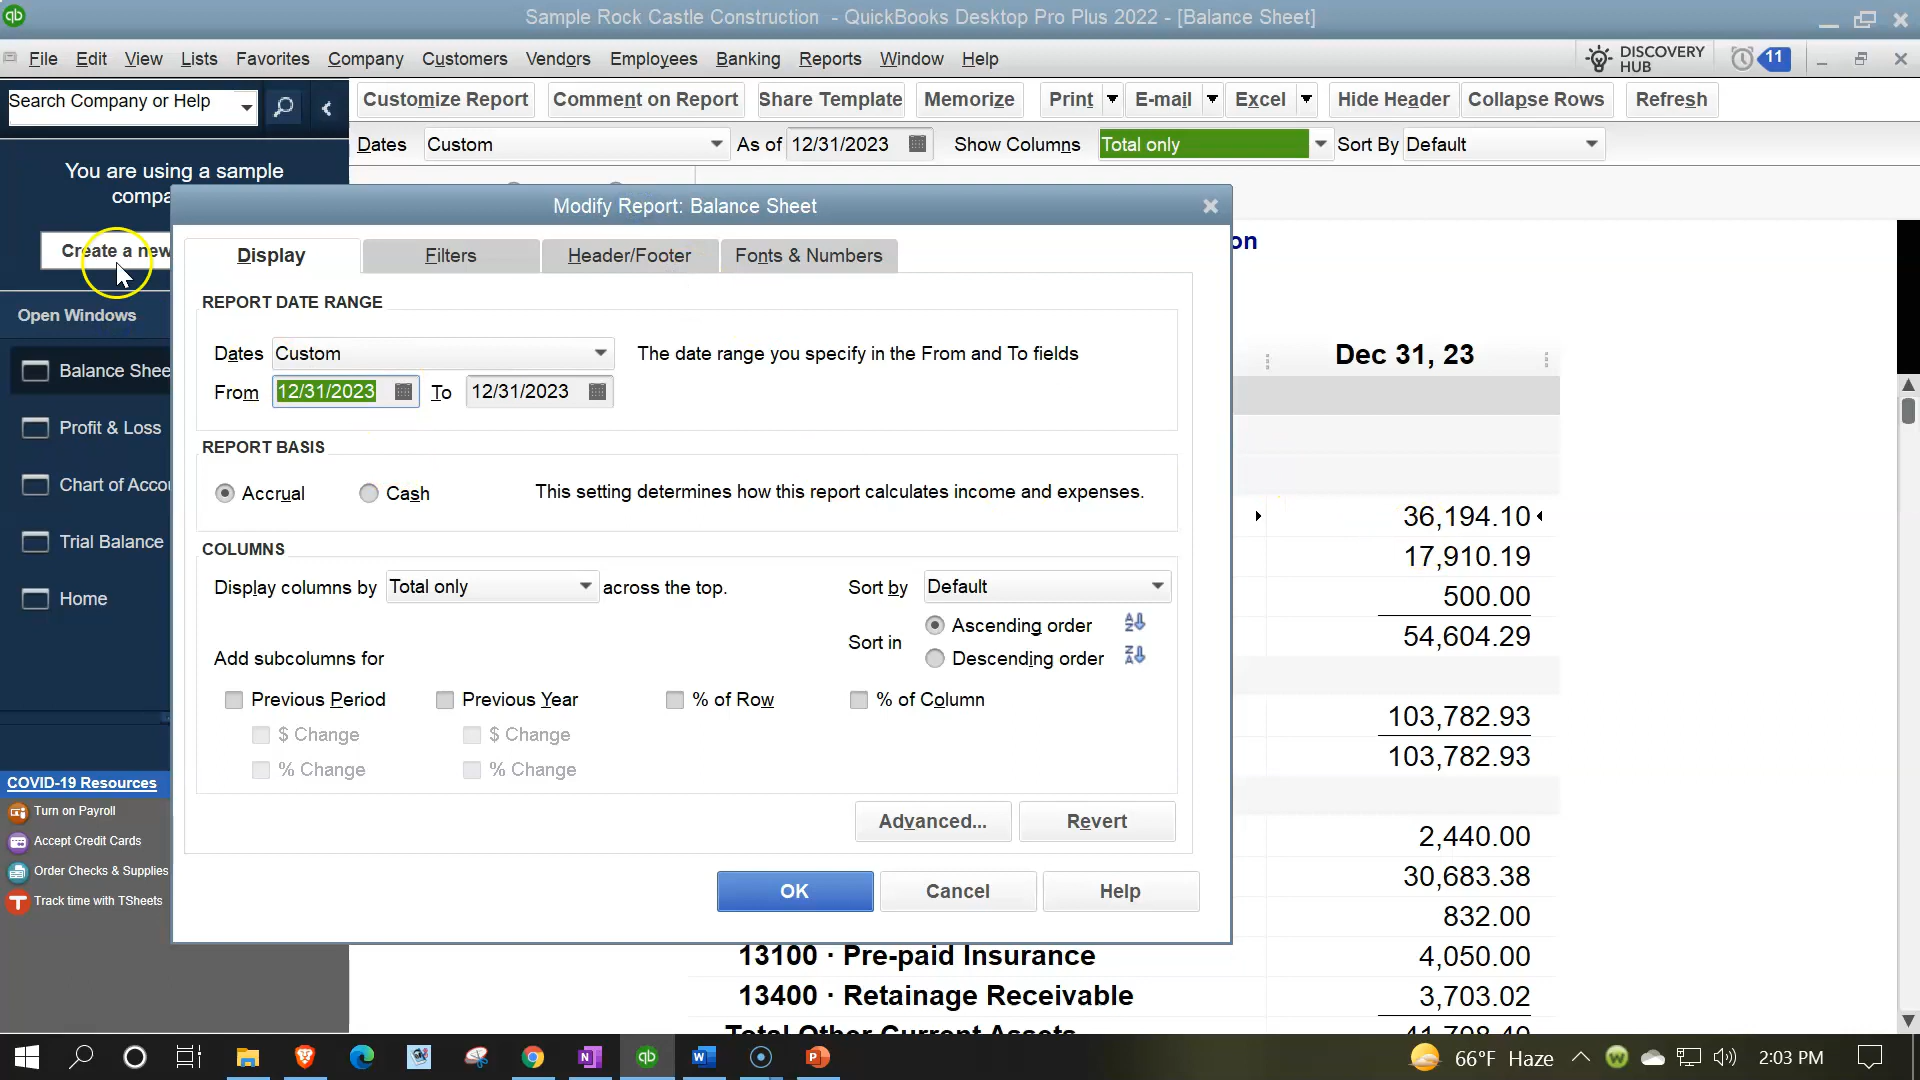 Sample Rock Castle Construction - QuickBooks Desktop Pro Plus 2022 - [Balance Sheet]
File Edit View Lists Favorites Company Customers Vendors Employees Banking Reports Window Help
DISCOVERY HUB
11
Search Company or Help
Customize Report Comment on Report Share Template Memorize Print E-mail Excel Hide Header Collapse Rows Refresh
Dates Custom As of 12/31/2023 Show Columns Total only Sort By Default
You are using a sample
Create a new
Open Windows
Balance Shee
Profit & Loss
Chart of Accou
Trial Balance
Home
COVID-19 Resources
Turn on Payroll
Accept Credit Cards
Order Checks & Supplies
Track time with TSheets
Modify Report: Balance Sheet
Display Filters Header/Footer Fonts & Numbers
REPORT DATE RANGE
Dates Custom The date range you specify in the From and To fields
From 12/31/2023 To 12/31/2023
REPORT BASIS
Accrual Cash This setting determines how this report calculates income and expenses.
COLUMNS
Display columns by Total only across the top. Sort by Default
Sort in Ascending order
Descending order
Add subcolumns for
Previous Period Previous Year % of Row % of Column
$ Change $ Change
% Change % Change
Advanced... Revert
OK Cancel Help
on
Dec 31, 23
36,194.10
17,910.19
500.00
54,604.29
103,782.93
103,782.93
2,440.00
30,683.38
832.00
13100 · Pre-paid Insurance 4,050.00
13400 · Retainage Receivable 3,703.02
Total Other Current Assets 41,708.40
66°F Haze 2:03 PM